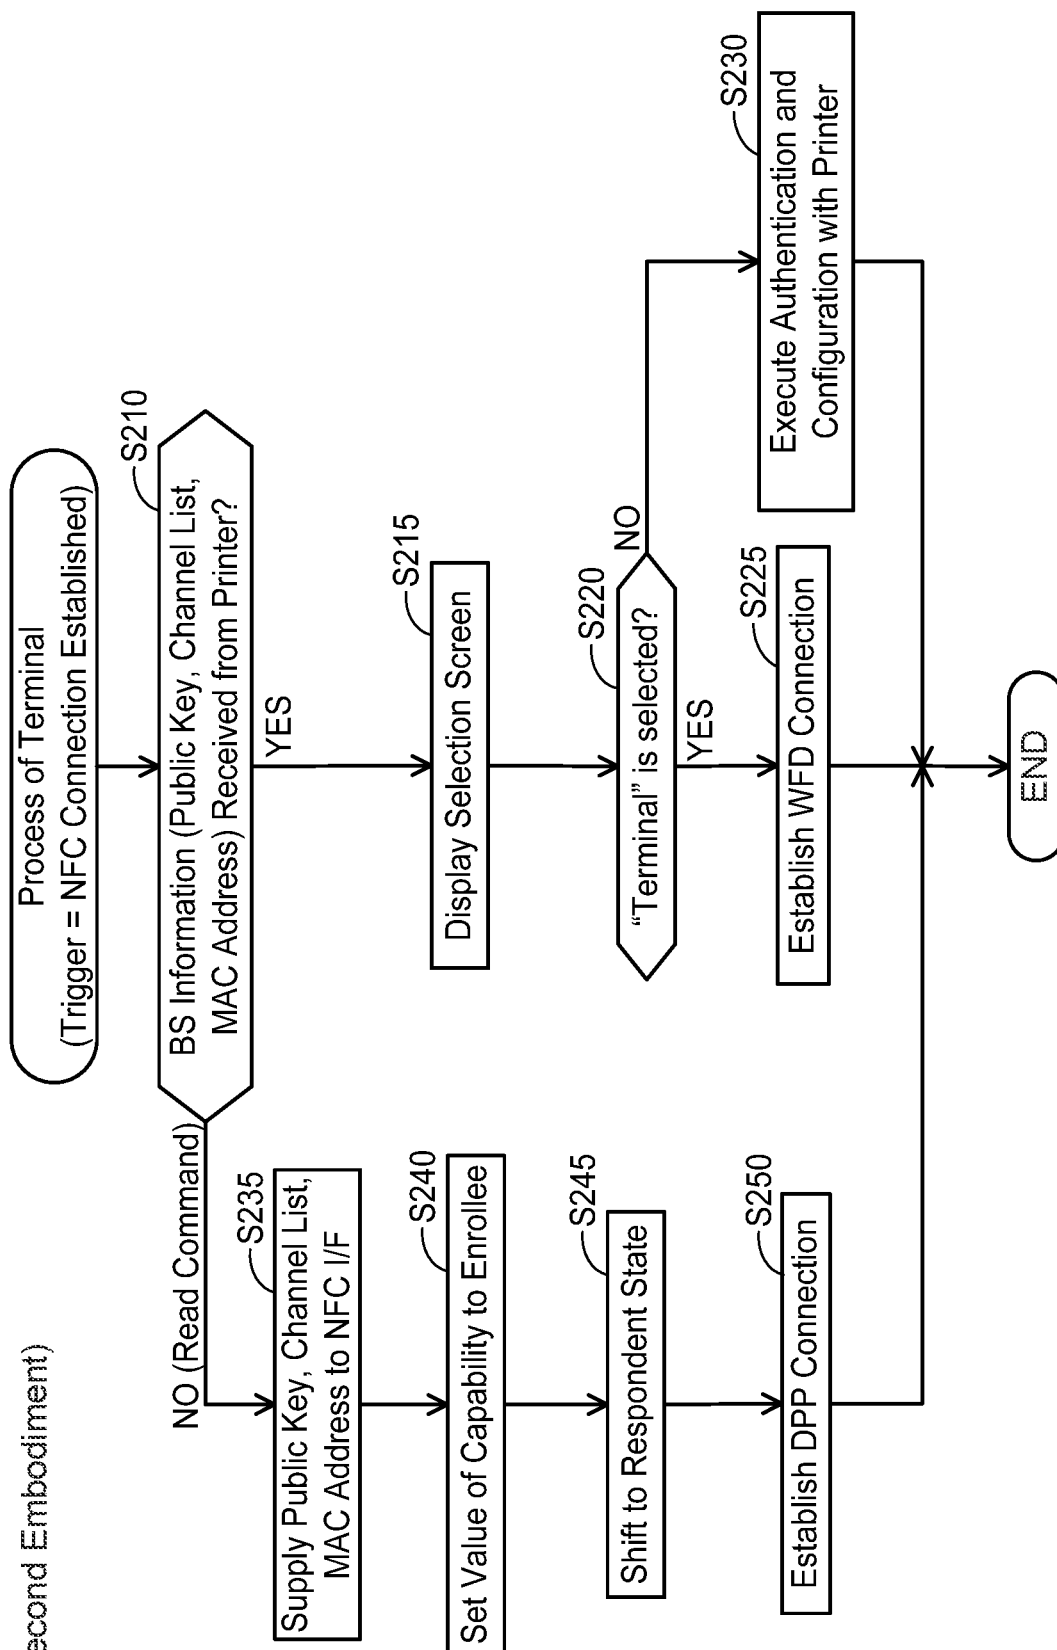 econd Embodiment)
Process of Terminal
(Trigger = NFC Connection Established)
S210
BS Information (Public Key, Channel List,
MAC Address) Received from Printer?
NO (Read Command)
YES
S235
Supply Public Key, Channel List,
MAC Address to NFC I/F
S240
Set Value of Capability to Enrollee
S245
Shift to Respondent State
S250
Establish DPP Connection
S215
Display Selection Screen
S220
“Terminal” is selected?
NO
YES
S225
Establish WFD Connection
S230
Execute Authentication and
Configuration with Printer
END